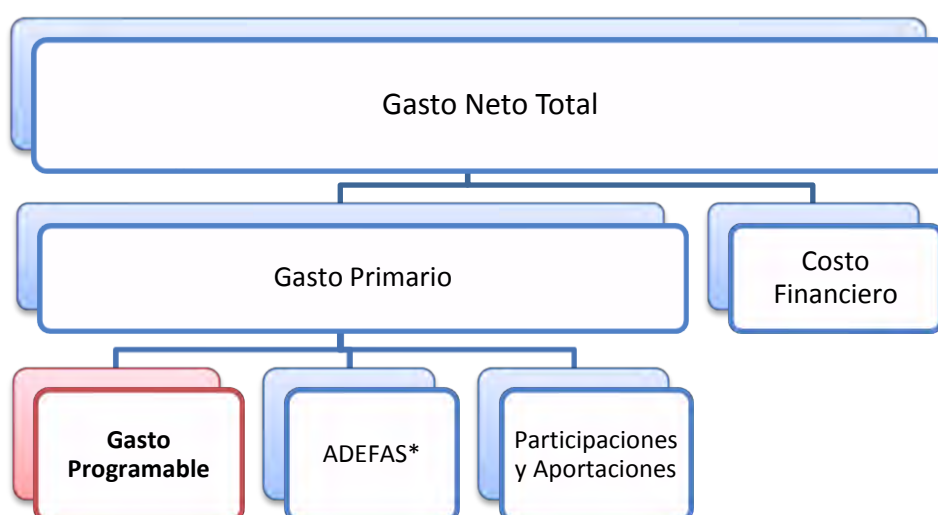 Gasto Neto Total
Gasto Primario
Costo
Financiero
Gasto
Programable
ADEFAS*
Participaciones
y Aportaciones